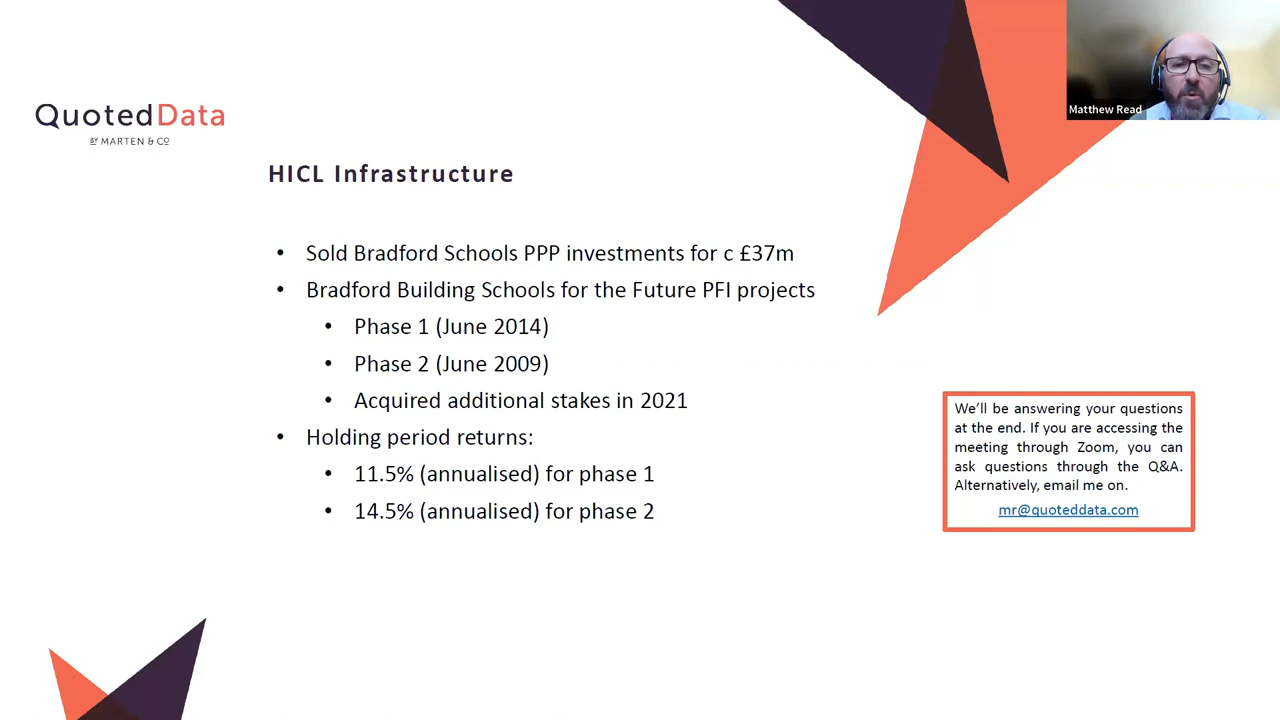 Matthew Read
QuotedData
BY MARTEN & CO
HICL Infrastructure
• Sold Bradford Schools PPP investments for c £37m
• Bradford Building Schools for the Future PFI projects
• Phase 1 (June 2014)
• Phase 2 (June 2009)
• Acquired additional stakes in 2021
• Holding period returns:
• 11.5% (annualised) for phase 1
• 14.5% (annualised) for phase 2
We’ll be answering your questions
at the end. If you are accessing the
meeting through Zoom, you can
ask questions through the Q&A.
Alternatively, email me on.
mr@quoteddata.com